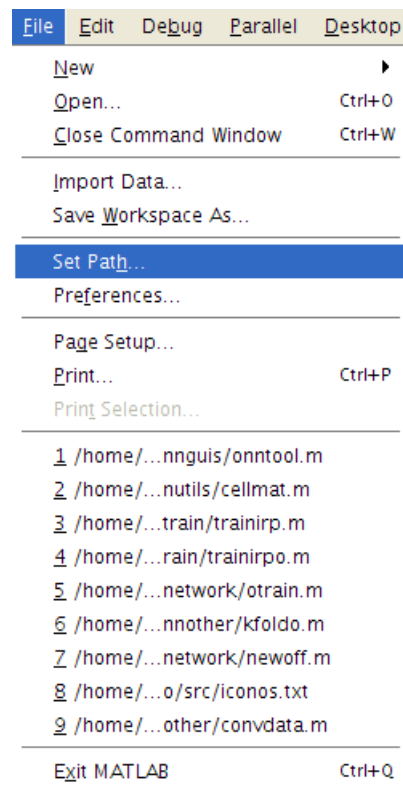 File Edit Debug Parallel Desktop
New
Open... Ctrl+O
Close Command Window Ctrl+W
Import Data...
Save Workspace As...
Set Path...
Preferences...
Page Setup...
Print... Ctrl+P
Print Selection...
1 /home/...nnguis/onntool.m
2 /home/...nutils/cellmat.m
3 /home/...train/trainirp.m
4 /home/...rain/trainirpo.m
5 /home/...network/otrain.m
6 /home/...nnother/kfoldo.m
7 /home/...network/newoff.m
8 /home/...o/src/iconos.txt
9 /home/...other/convdata.m
Exit MATLAB Ctrl+Q